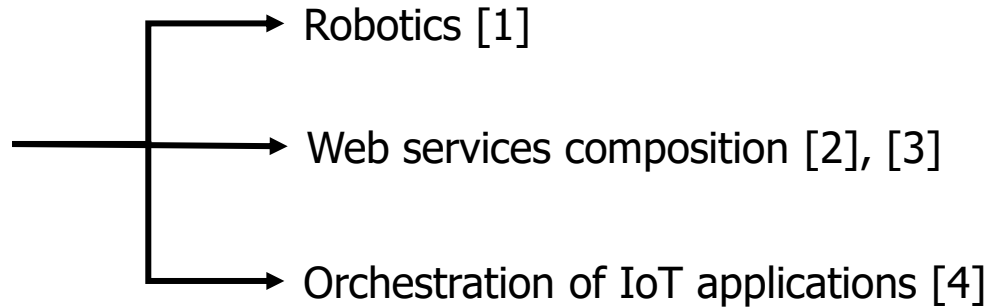 Robotics [1]
Web services composition [2], [3]
Orchestration of IoT applications [4]